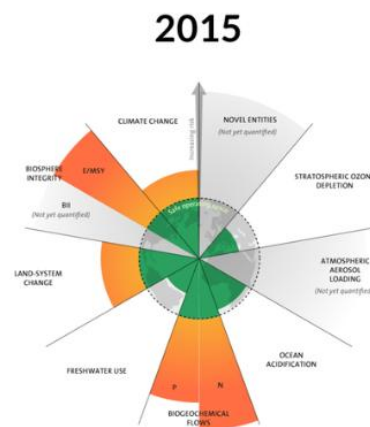 2015
CLIMATE CHANGE
Increasing risk
NOVEL ENTITIES
(Not yet quantified)
STRATOSPHERIC OZON
DEPLETION
BIOSPHERE
INTEGRITY
E/MSY
BII
(Not yet quantified)
Safe operating space
LAND-SYSTEM
CHANGE
ATMOSPHERIC
AEROSOL
LOADING
(Not yet quantified)
FRESHWATER USE
OCEAN
ACIDIFICATION
P
N
BIOGEOCHEMICAL
FLOWS